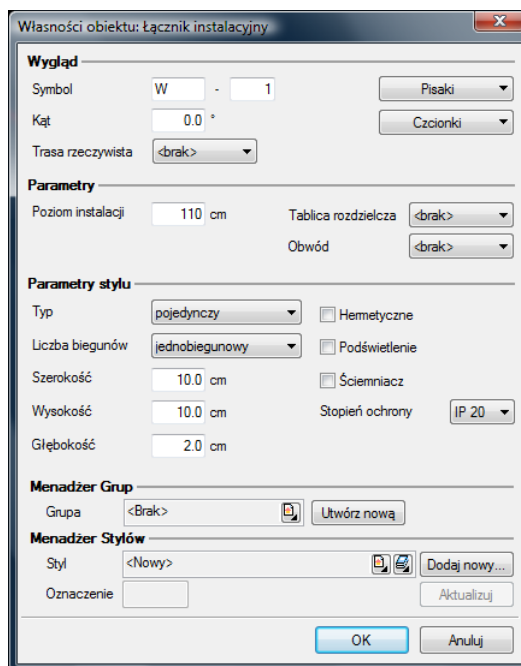 Własności obiektu: Łącznik instalacyjny
Wygląd
Symbol W - 1 Pisaki
Kąt 0.0 ° Czcionki
Trasa rzeczywista <brak>
Parametry
Poziom instalacji 110 cm Tablica rozdzielcza <brak>
Obwód <brak>
Parametry stylu
Typ pojedynczy Hermetyczne
Liczba biegunów jednobiegunowy Podświetlenie
Szerokość 10.0 cm Ściemniacz
Wysokość 10.0 cm Stopień ochrony IP 20
Głębokość 2.0 cm
Menadżer Grup
Grupa <Brak> Utwórz nową
Menadżer Stylów
Styl <Nowy> Dodaj nowy...
Oznaczenie Aktualizuj
OK Anuluj